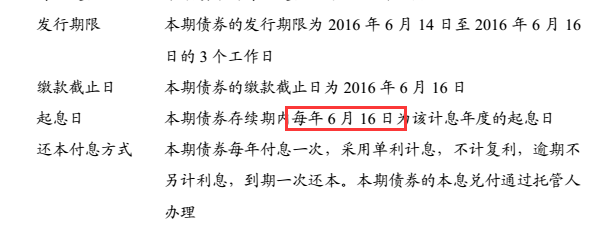 发行期限 本期债券的发行期限为 2016 年 6 月 14 日至 2016 年 6 月 16
日的 3 个工作日
缴款截止日 本期债券的缴款截止日为 2016 年 6 月 16 日
起息日 本期债券存续期内每年 6 月 16 日为该计息年度的起息日
还本付息方式 本期债券每年付息一次，采用单利计息，不计复利，逾期不
另计利息，到期一次还本。本期债券的本息兑付通过托管人
办理